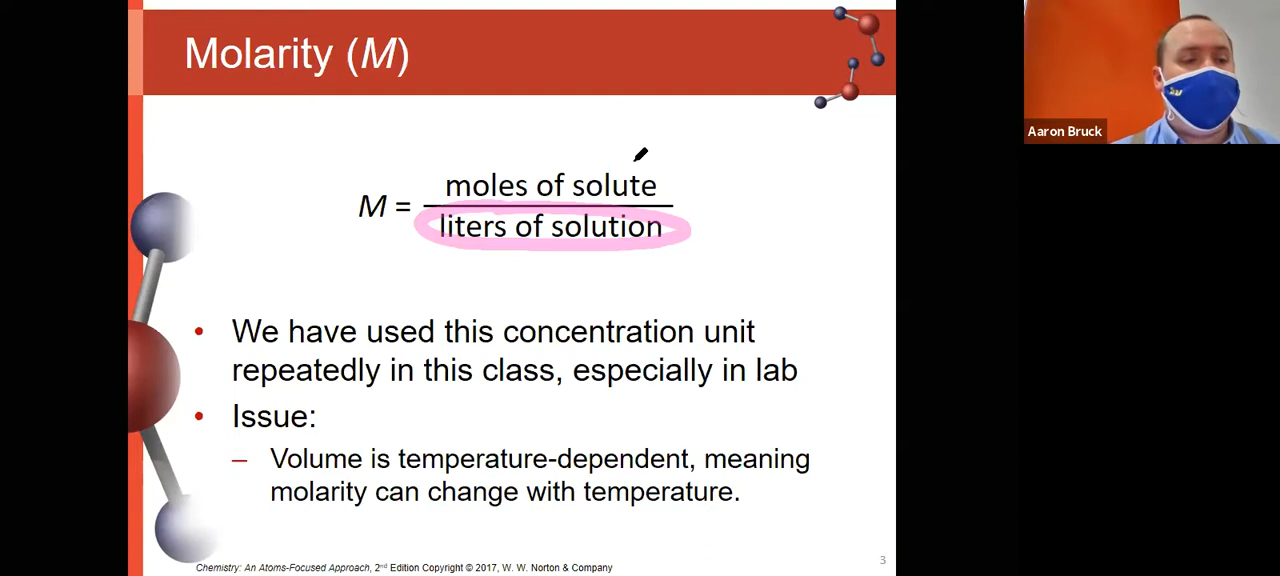 Molarity (M)
Aaron Bruck
M = moles of solute
liters of solution
• We have used this concentration unit
repeatedly in this class, especially in lab
• Issue:
– Volume is temperature-dependent, meaning
molarity can change with temperature.
Chemistry: An Atoms-Focused Approach, 2nd Edition Copyright © 2017, W. W. Norton & Company
3